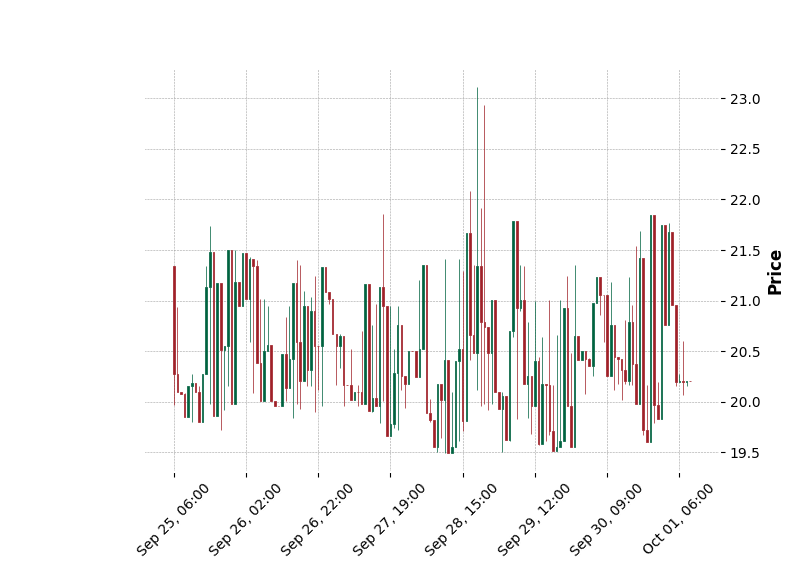 23.0
22.5
22.0
21.5
21.0
20.5
20.0
19.5
Price
Sep 25, 06:00
Sep 26, 02:00
Sep 26, 22:00
Sep 27, 19:00
Sep 28, 15:00
Sep 29, 12:00
Sep 30, 09:00
Oct 01, 06:00